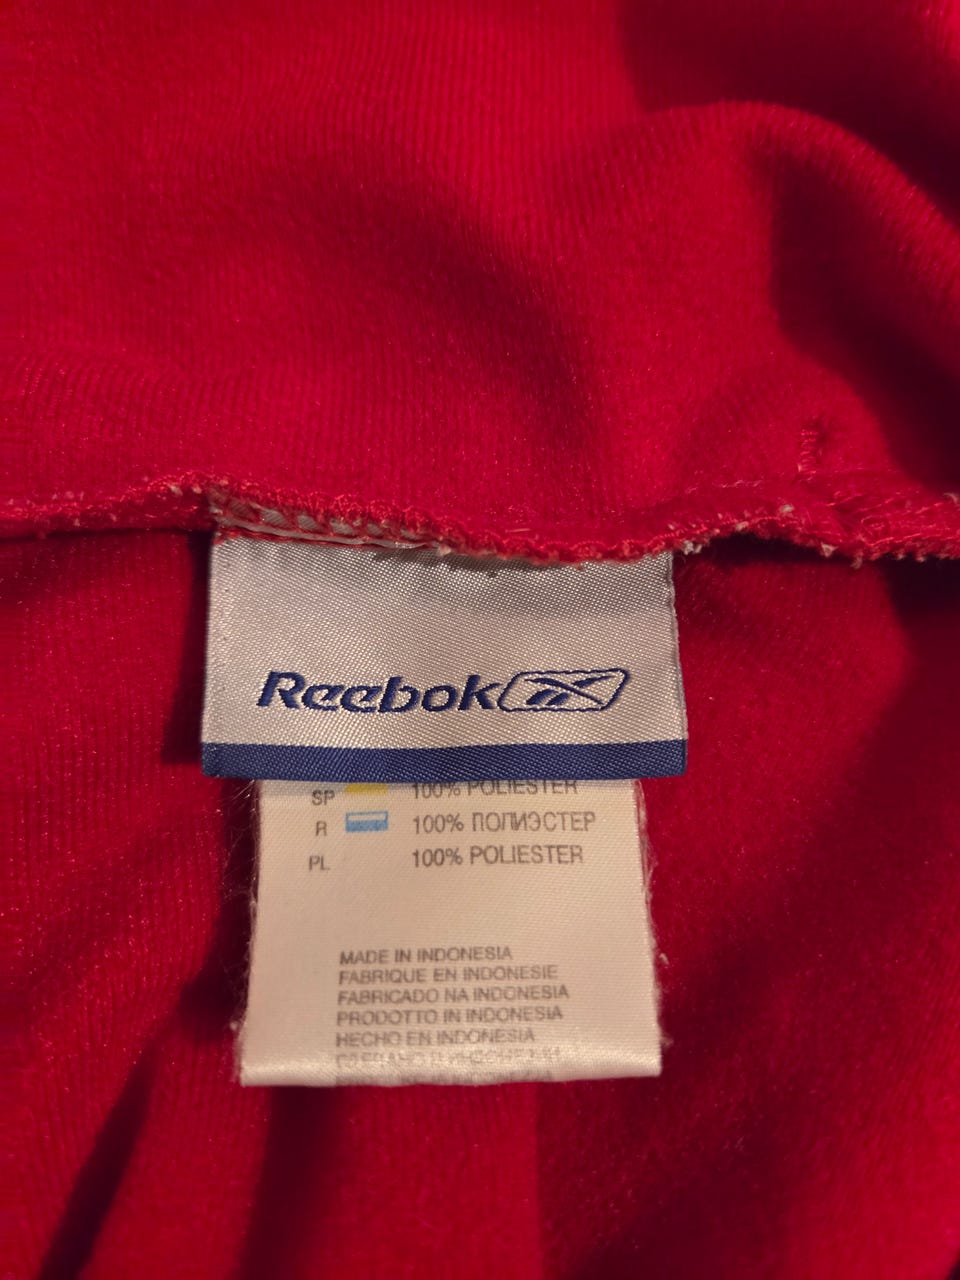 Reebok
SP 100% POLIESTER
R 100% ПОЛИЭСТЕР
PL 100% POLIESTER
MADE IN INDONESIA
FABRIQUE EN INDONESIE
FABRICADO NA INDONESIA
PRODOTTO IN INDONESIA
HECHO EN INDONESIA